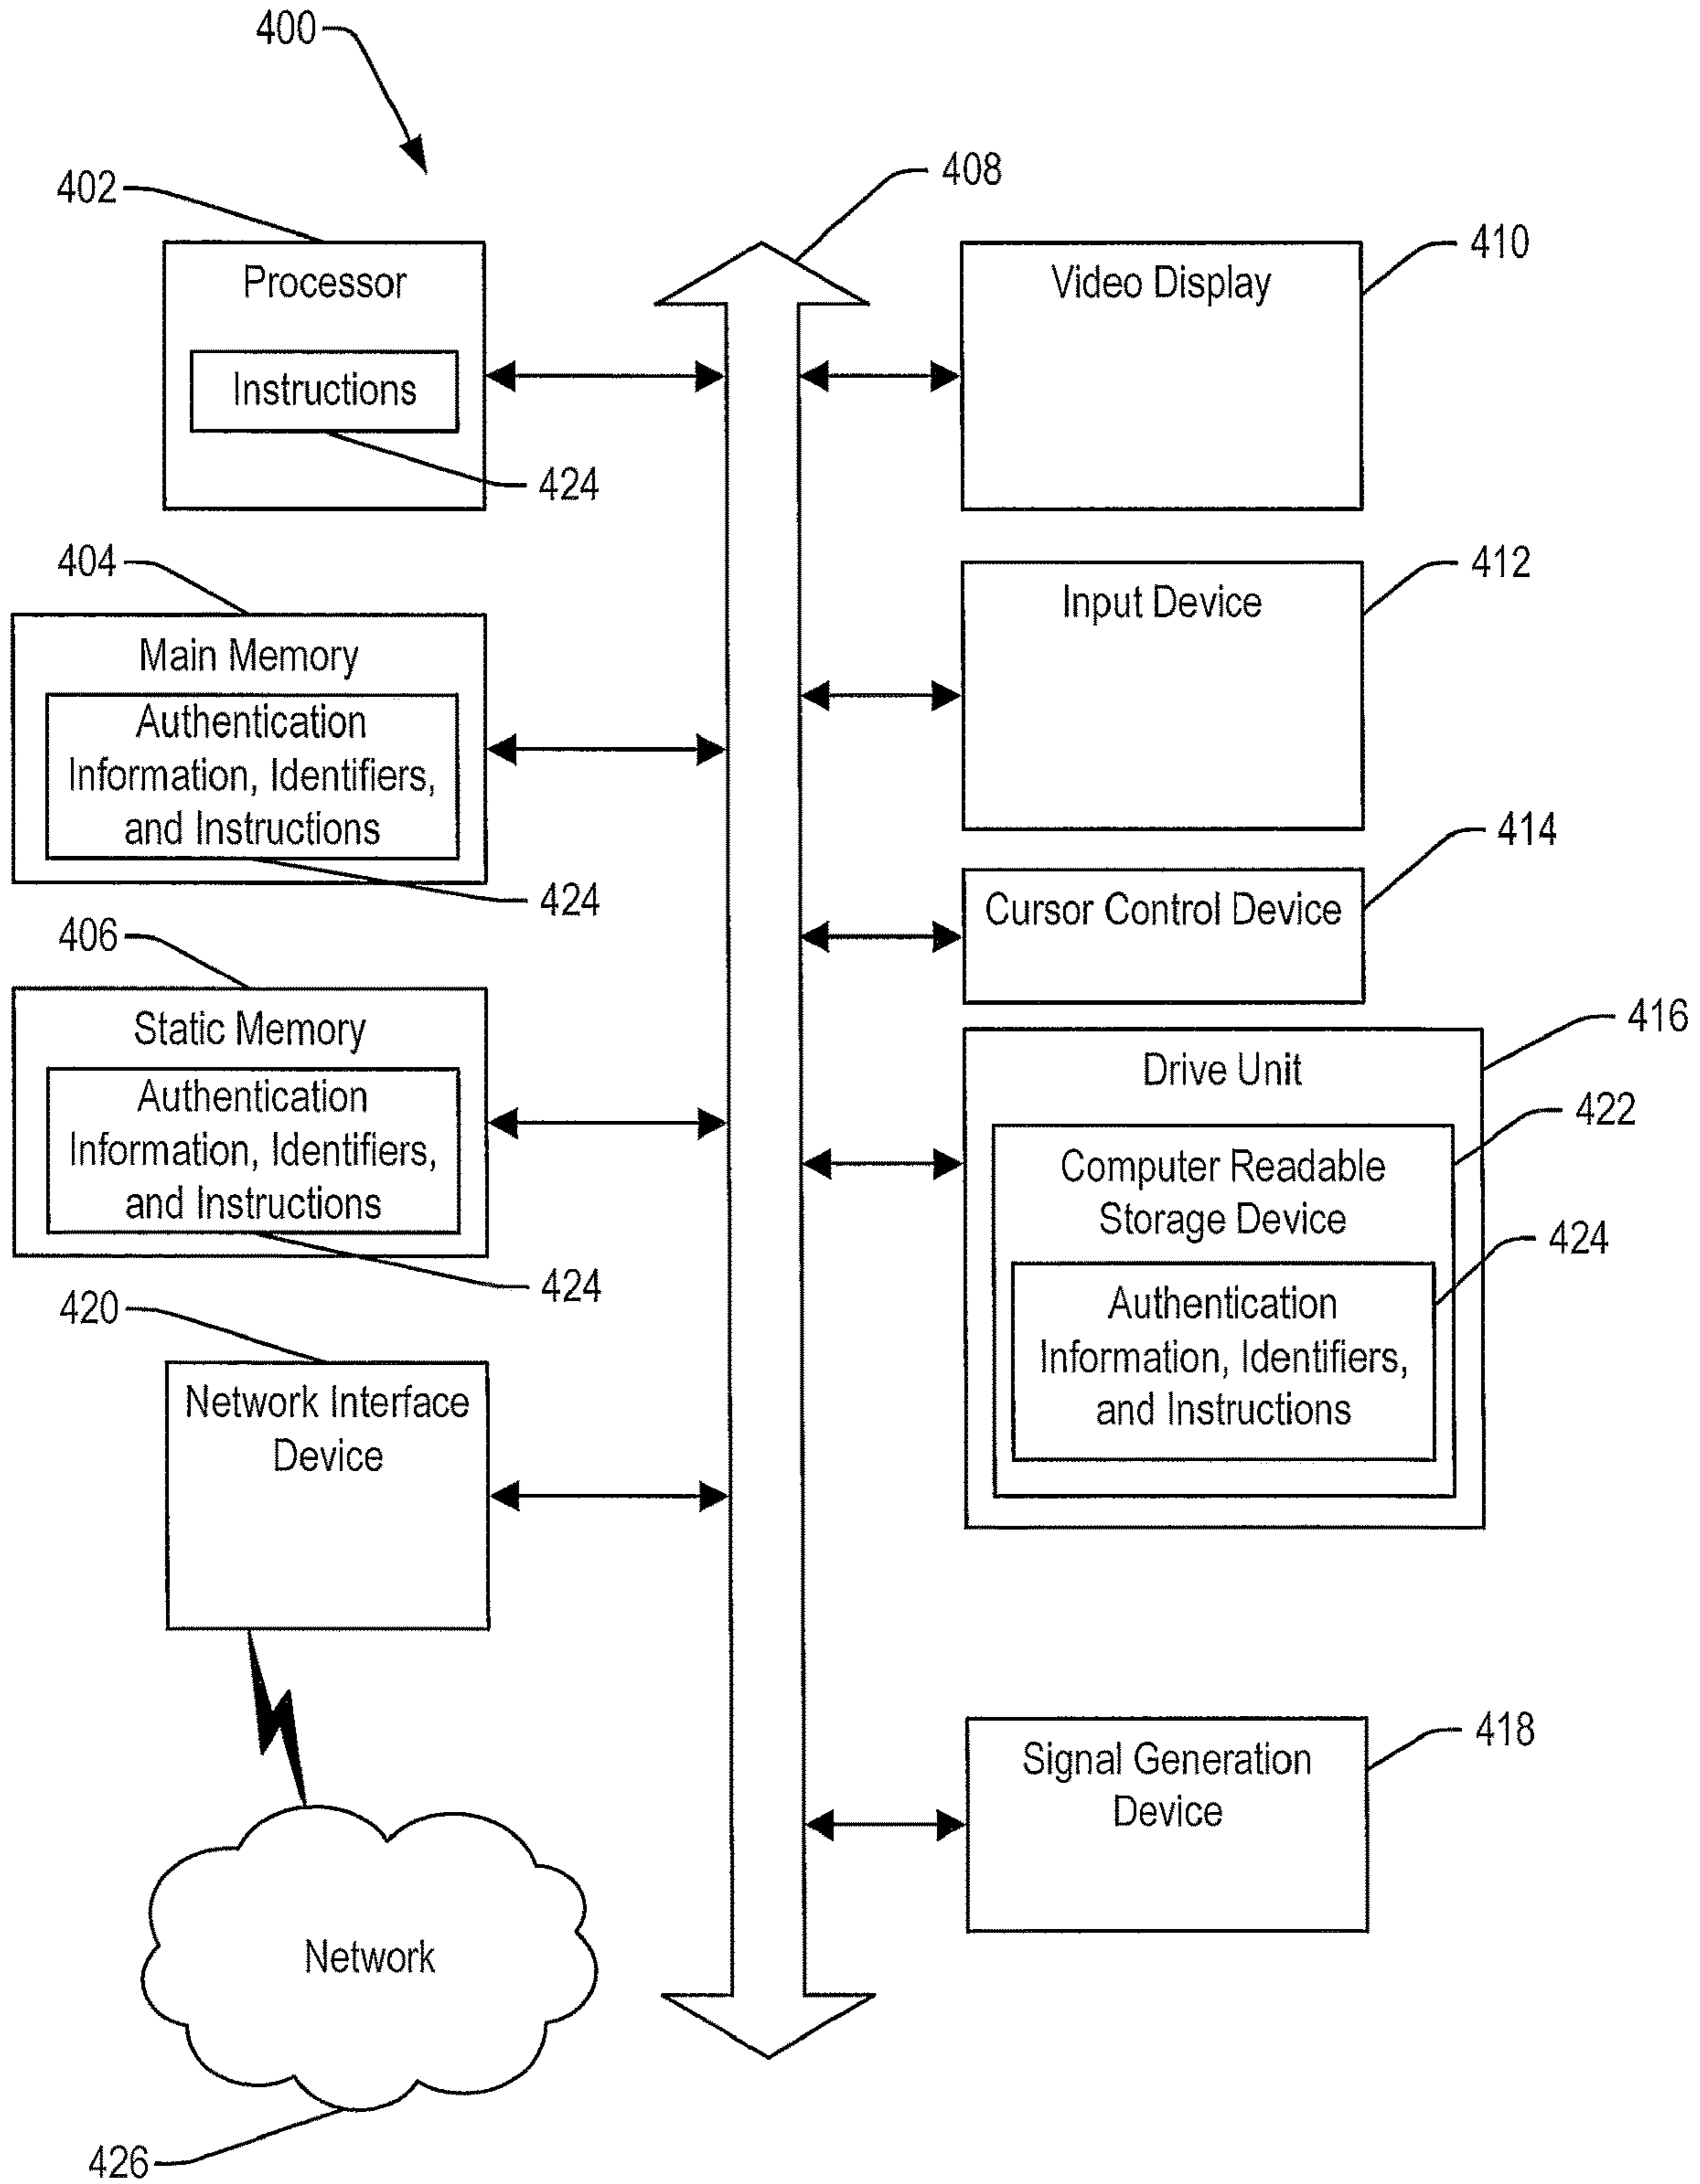 400
402
408
410
Processor
Instructions
424
Video Display
404
Main Memory
Authentication
Information, Identifiers,
and Instructions
424
412
Input Device
414
Cursor Control Device
406
Static Memory
Authentication
Information, Identifiers,
and Instructions
424
416
Drive Unit
422
Computer Readable
Storage Device
424
Authentication
Information, Identifiers,
and Instructions
420
Network Interface
Device
418
Signal Generation
Device
Network
426